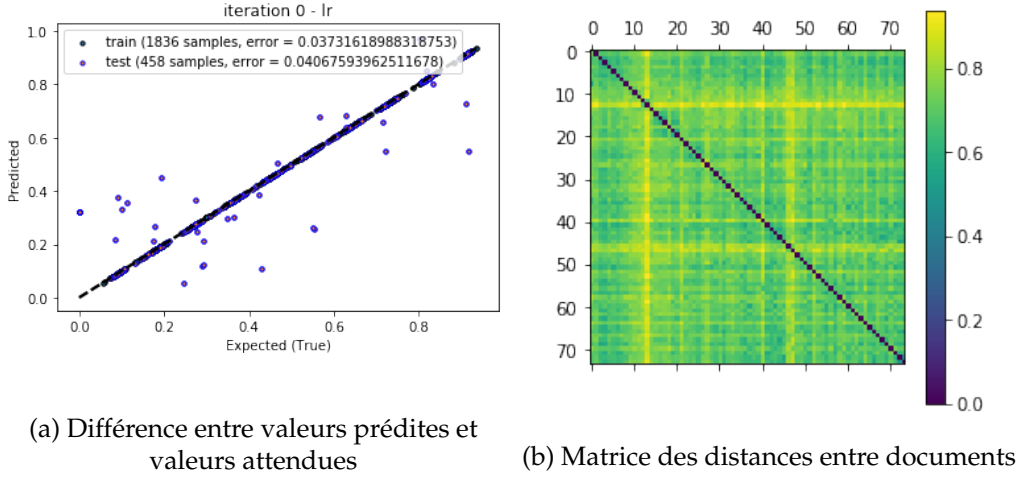 iteration 0 - lr
train (1836 samples, error = 0.03731618988318753)
test (458 samples, error = 0.04067593962511678)
1.0
0.8
0.6
0.4
0.2
0.0
Predicted
0.0 0.2 0.4 0.6 0.8
Expected (True)
(a) Différence entre valeurs prédites et
valeurs attendues
0 10 20 30 40 50 60 70
0
10
20
30
40
50
60
70
0.8
0.6
0.4
0.2
0.0
(b) Matrice des distances entre documents